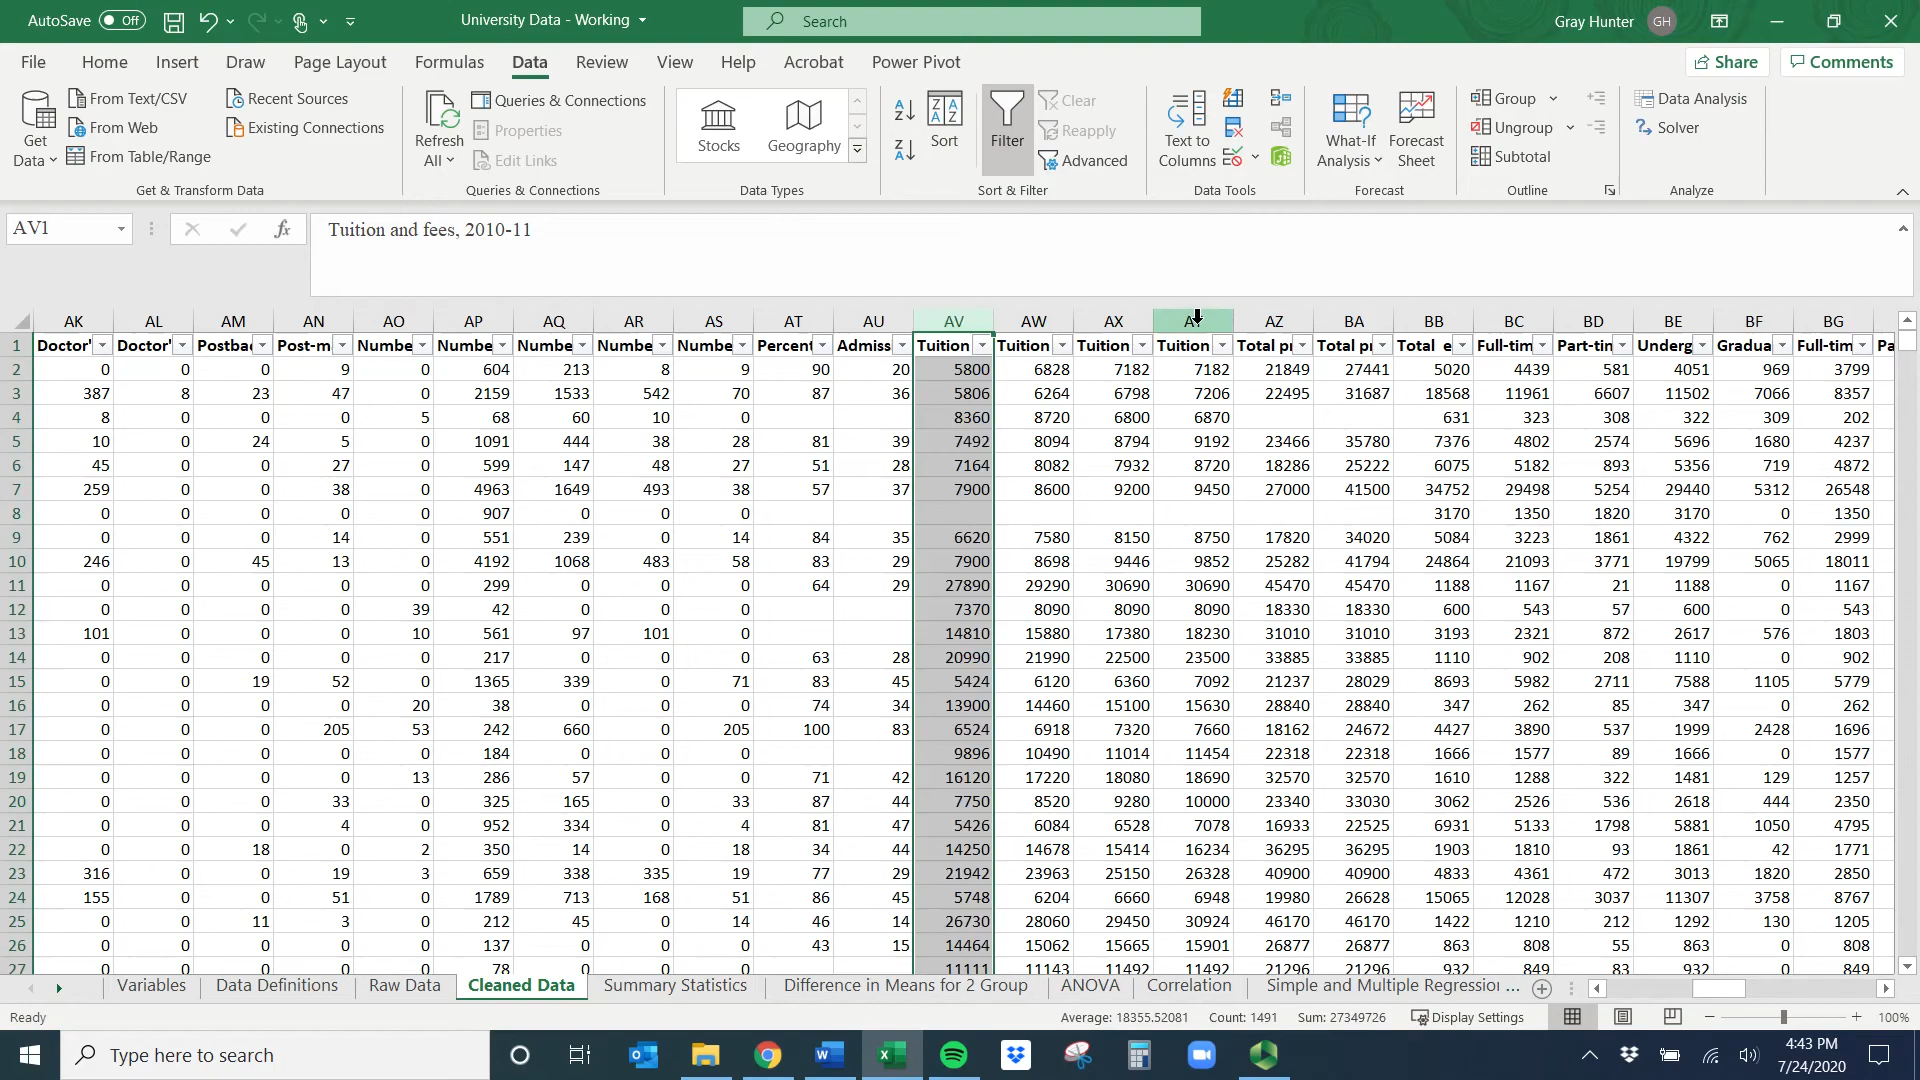 AutoSave Off University Data - Working Search Gray Hunter GH
File Home Insert Draw Page Layout Formulas Data Review View Help Acrobat Power Pivot Share Comments
Get Data From Text/CSV From Web From Table/Range Recent Sources Existing Connections
Refresh All Queries & Connections Properties Edit Links
Stocks Geography
A Z Z A Z A A Z Sort Filter Clear Reapply Advanced
Text to Columns
What-If Analysis Forecast Sheet
Group Ungroup Subtotal
Data Analysis Solver
Get & Transform Data Queries & Connections Data Types Sort & Filter Data Tools Forecast Outline Analyze
AV1 fx Tuition and fees, 2010-11
AK AL AM AN AO AP AQ AR AS AT AU AV AW AX AZ BA BB BC BD BE BF BG
1 Doctor' Doctor' Postba Post-m Numbe Numbe Numbe Numbe Numbe Percent Admiss Tuition Tuition Tuition Tuition Total pr Total pr Total e Full-tim Part-tin Underg Gradua Full-tim Pa
2 0 0 0 9 0 604 213 8 9 90 20 5800 6828 7182 7182 21849 27441 5020 4439 581 4051 969 3799
3 387 8 23 47 0 2159 1533 542 70 87 36 5806 6264 6798 7206 22495 31687 18568 11961 6607 11502 7066 8357
4 8 0 0 0 5 68 60 10 0 8360 8720 6800 6870 631 323 308 322 309 202
5 10 0 24 5 0 1091 444 38 28 81 39 7492 8094 8794 9192 23466 35780 7376 4802 2574 5696 1680 4237
6 45 0 0 27 0 599 147 48 27 51 28 7164 8082 7932 8720 18286 25222 6075 5182 893 5356 719 4872
7 259 0 0 38 0 4963 1649 493 38 57 37 7900 8600 9200 9450 27000 41500 34752 29498 5254 29440 5312 26548
8 0 0 0 0 0 907 0 0 0 3170 1350 1820 3170 0 1350
9 0 0 0 14 0 551 239 0 14 84 35 6620 7580 8150 8750 17820 34020 5084 3223 1861 4322 762 2999
10 246 0 45 13 0 4192 1068 483 58 83 29 7900 8698 9446 9852 25282 41794 24864 21093 3771 19799 5065 18011
11 0 0 0 0 0 299 0 0 0 64 29 27890 29290 30690 30690 45470 45470 1188 1167 21 1188 0 1167
12 0 0 0 0 39 42 0 0 0 7370 8090 8090 8090 18330 18330 600 543 57 600 0 543
13 101 0 0 0 10 561 97 101 0 14810 15880 17380 18230 31010 31010 3193 2321 872 2617 576 1803
14 0 0 0 0 0 217 0 0 0 63 28 20990 21990 22500 23500 33885 33885 1110 902 208 1110 0 902
15 0 0 19 52 0 1365 339 0 71 83 45 5424 6120 6360 7092 21237 28029 8693 5982 2711 7588 1105 5779
16 0 0 0 0 20 38 0 0 0 74 34 13900 14460 15100 15630 28840 28840 347 262 85 347 0 262
17 0 0 0 205 53 242 660 0 205 100 83 6524 6918 7320 7660 18162 24672 4427 3890 537 1999 2428 1696
18 0 0 0 0 0 184 0 0 0 9896 10490 11014 11454 22318 22318 1666 1577 89 1666 0 1577
19 0 0 0 0 13 286 57 0 0 71 42 16120 17220 18080 18690 32570 32570 1610 1288 322 1481 129 1257
20 0 0 0 33 0 325 165 0 33 87 44 7750 8520 9280 10000 23340 33030 3062 2526 536 2618 444 2350
21 0 0 0 4 0 952 334 0 4 81 47 5426 6084 6528 7078 16933 22525 6931 5133 1798 5881 1050 4795
22 0 0 18 0 2 350 14 0 18 34 44 14250 14678 15414 16234 36295 36295 1903 1810 93 1861 42 1771
23 316 0 0 19 3 659 338 335 19 77 29 21942 23963 25150 26328 40900 40900 4833 4361 472 3013 1820 2850
24 155 0 0 51 0 1789 713 168 51 86 45 5748 6204 6660 6948 19980 26628 15065 12028 3037 11307 3758 8767
25 0 0 11 3 0 212 45 0 14 46 14 26730 28060 29450 30924 46170 46170 1422 1210 212 1292 130 1205
26 0 0 0 0 0 137 0 0 0 43 15 14464 15062 15665 15901 26877 26877 863 808 55 863 0 808
27 0 0 0 0 0 78 0 0 0 11111 11143 11492 11492 21296 21296 932 849 83 932 0 849
Variables Data Definitions Raw Data Cleaned Data Summary Statistics Difference in Means for 2 Group ANOVA Correlation Simple and Multiple Regression ...
Ready Average: 18355.52081 Count: 1491 Sum: 27349726 Display Settings 100%
Type here to search 4:43 PM
7/24/2020